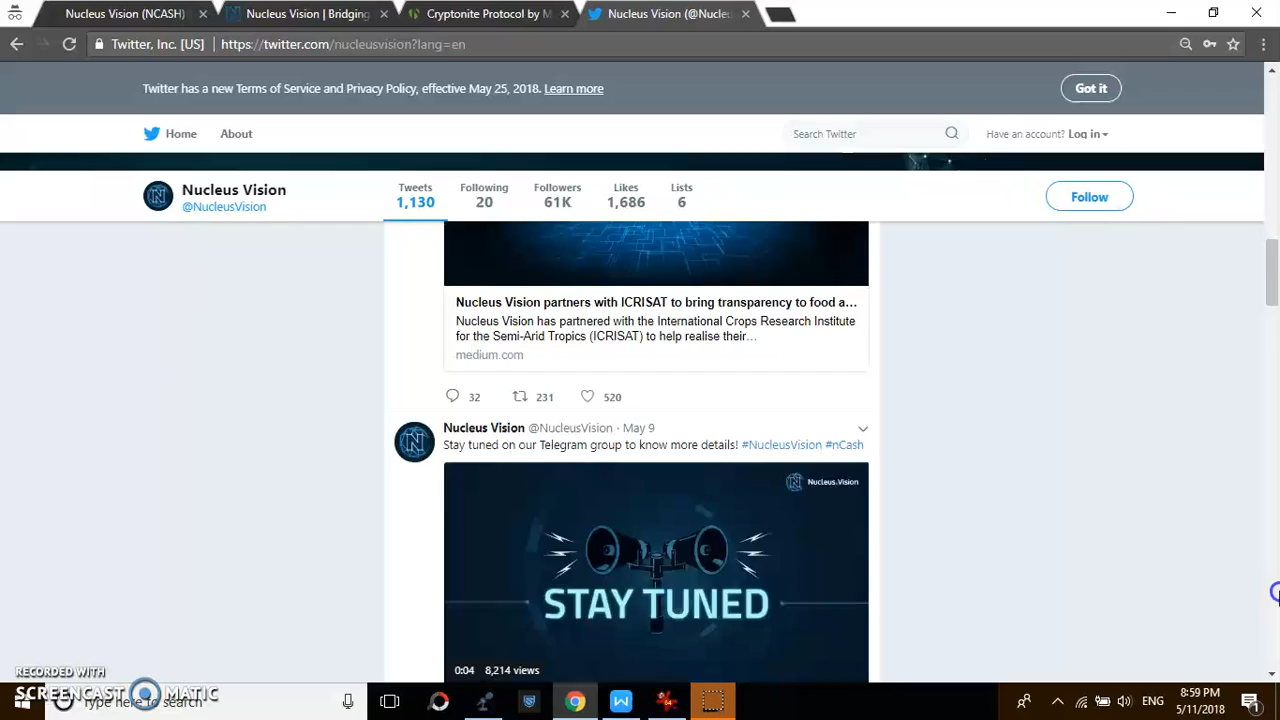 Nucleus Vision (NCASH)
Nucleus Vision | Bridging
Cryptonite Protocol by M
Nucleus Vision (@Nucleu
Twitter, Inc. [US] | https://twitter.com/nucleusvision?lang=en
Twitter has a new Terms of Service and Privacy Policy, effective May 25, 2018. Learn more
Got it
Home About Search Twitter Have an account? Log in
Nucleus Vision
@NucleusVision
Tweets Following Followers Likes Lists
1,130 20 61K 1,686 6
Follow
Nucleus Vision partners with ICRISAT to bring transparency to food a...
Nucleus Vision has partnered with the International Crops Research Institute
for the Semi-Arid Tropics (ICRISAT) to help realise their…
medium.com
32 231 520
Nucleus Vision @NucleusVision · May 9
Stay tuned on our Telegram group to know more details! #NucleusVision #nCash
Nucleus.Vision
STAY TUNED
0:04 8,214 views
RECORDED WITH
SCREENCAST MATIC
Type here to search
ENG
8:59 PM
5/11/2018
1